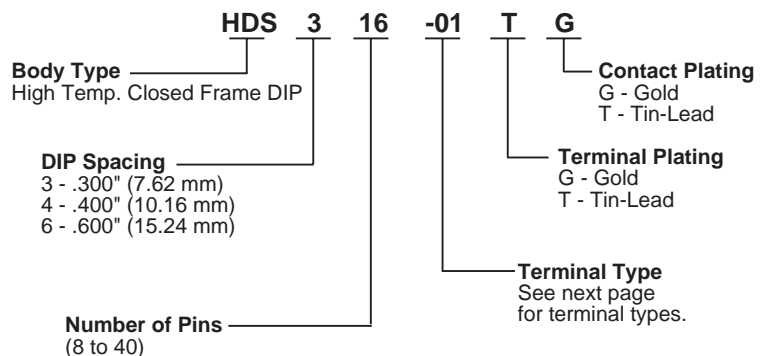 HDS 3 16 -01 T G
Body Type
High Temp. Closed Frame DIP
Contact Plating
G - Gold
T - Tin-Lead
DIP Spacing
3 - .300" (7.62 mm)
4 - .400" (10.16 mm)
6 - .600" (15.24 mm)
Terminal Plating
G - Gold
T - Tin-Lead
Terminal Type
See next page
for terminal types.
Number of Pins
(8 to 40)